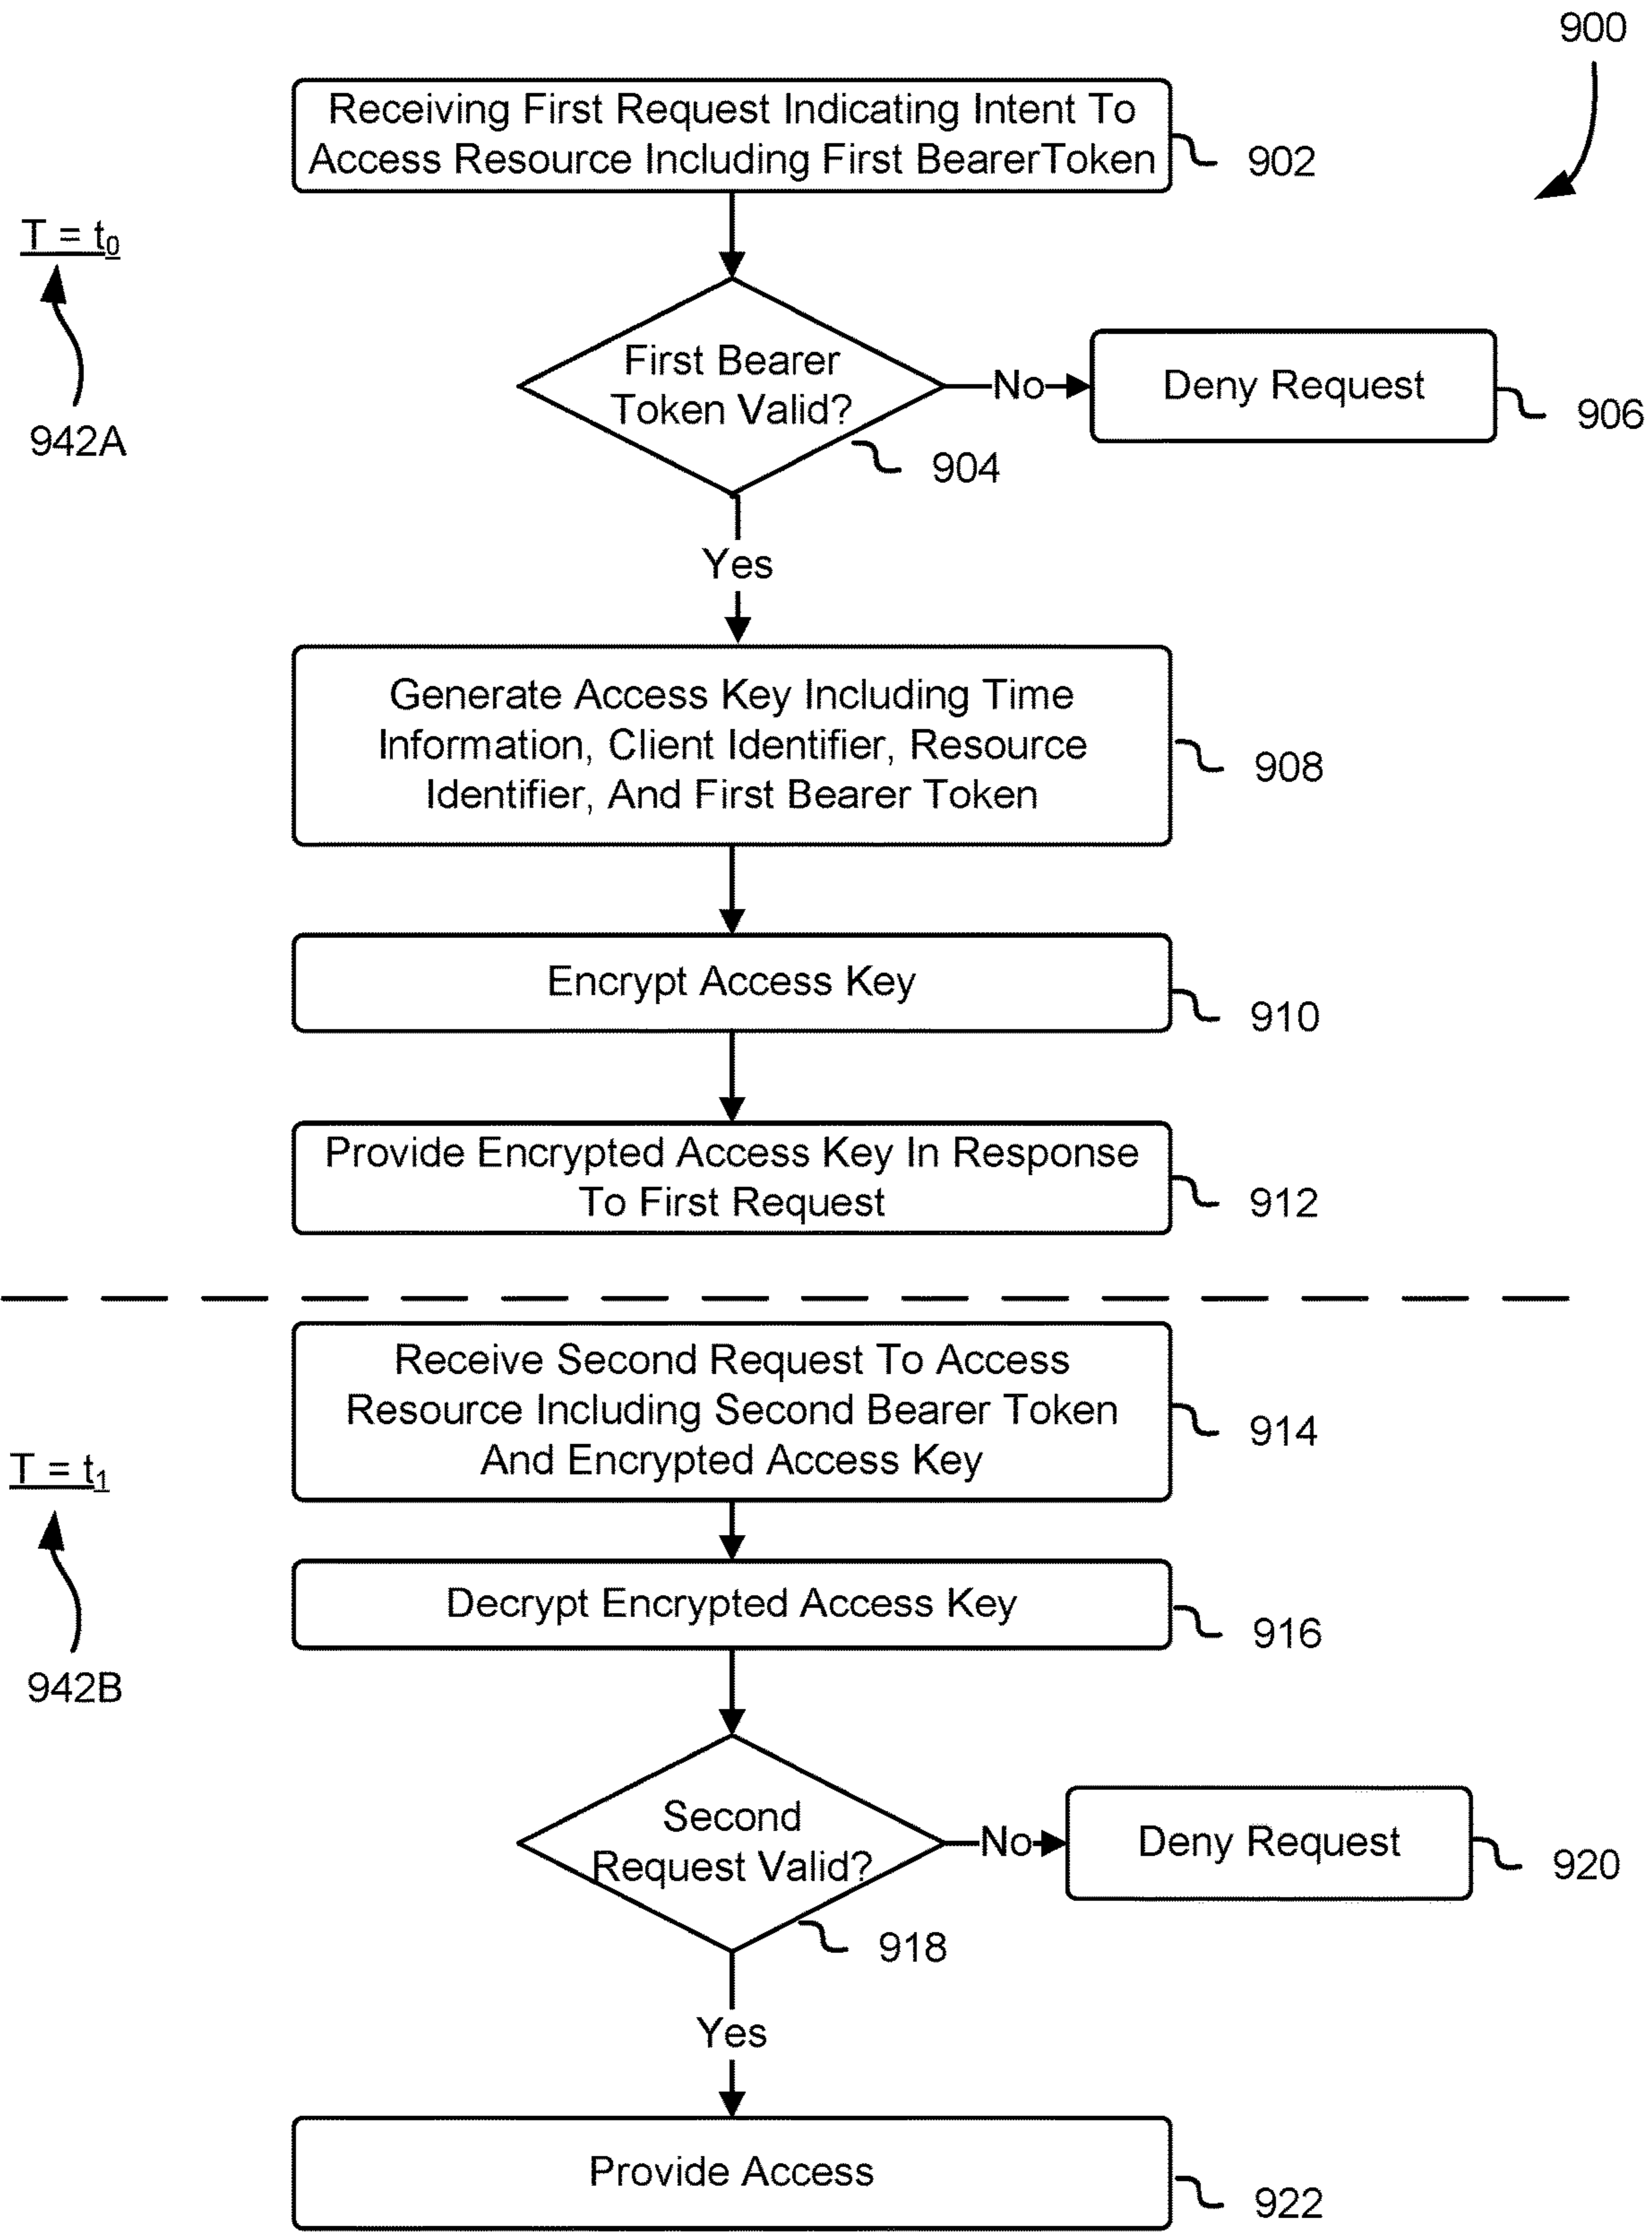 900
Receiving First Request Indicating Intent To
Access Resource Including First BearerToken
902
T = t0
942A
First Bearer
Token Valid?
904
No
Deny Request
906
Yes
Generate Access Key Including Time
Information, Client Identifier, Resource
Identifier, And First Bearer Token
908
Encrypt Access Key
910
Provide Encrypted Access Key In Response
To First Request
912
Receive Second Request To Access
Resource Including Second Bearer Token
And Encrypted Access Key
914
T = t1
942B
Decrypt Encrypted Access Key
916
Second
Request Valid?
918
No
Deny Request
920
Yes
Provide Access
922